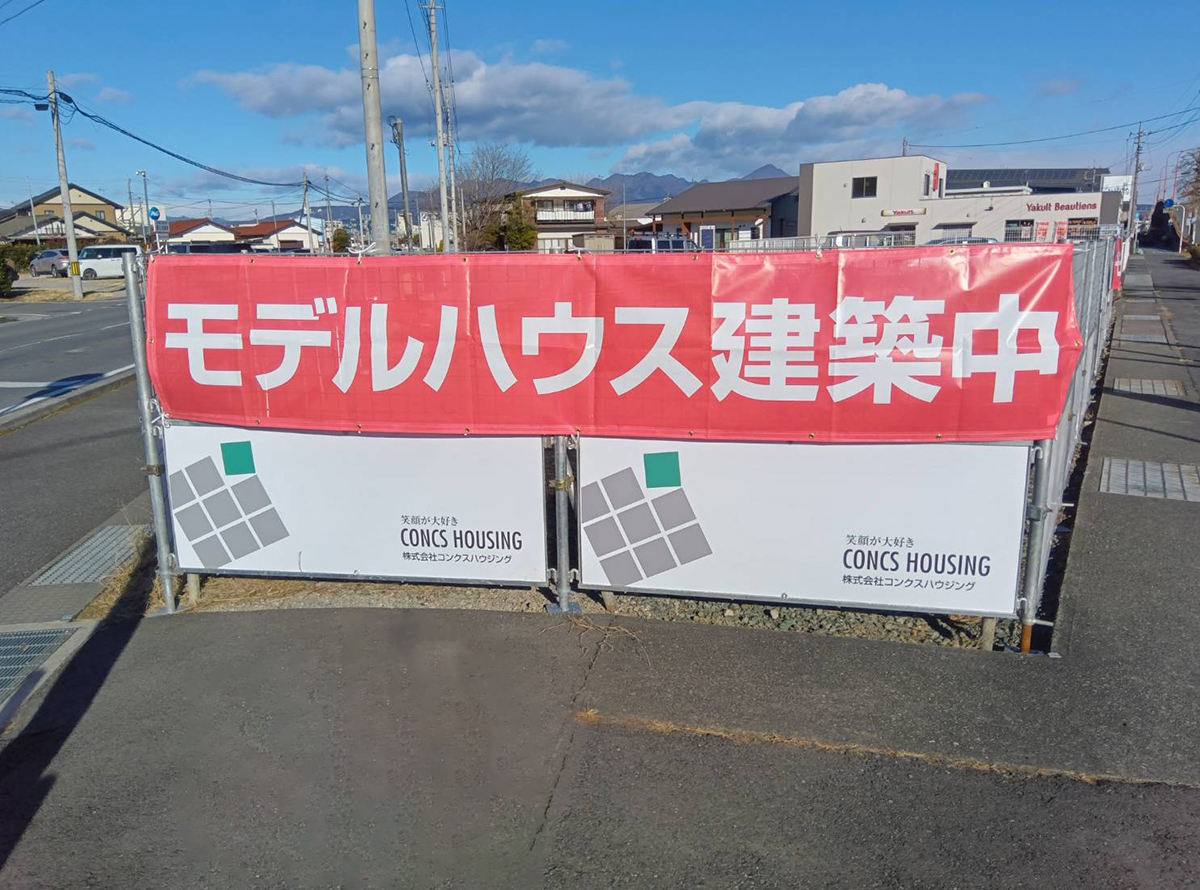 Yakult
Yakult Beautiens
モデルハウス建築中
笑顔が大好き
CONCS HOUSING
株式会社コンクスハウジング
笑顔が大好き
CONCS HOUSING
株式会社コンクスハウジング